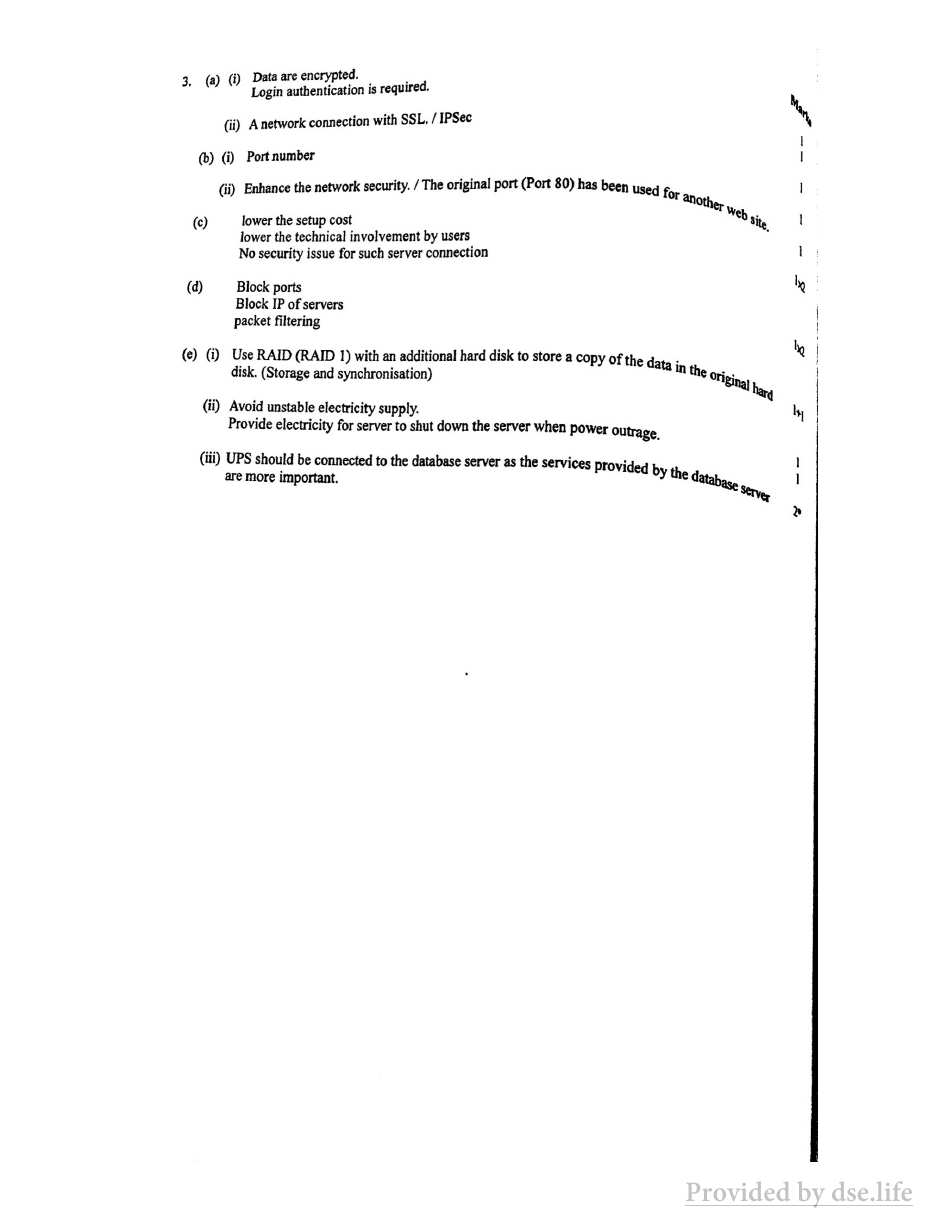 Marks
3. (a) (i) Data are encrypted. 1
Login authentication is required. 1
(ii) A network connection with SSL. / IPSec 1
(b) (i) Port number 1
(ii) Enhance the network security. / The original port (Port 80) has been used for another web site. 1
(c) lower the setup cost 1x2
lower the technical involvement by users
No security issue for such server connection
(d) Block ports 1x2
Block IP of servers
packet filtering
(e) (i) Use RAID (RAID 1) with an additional hard disk to store a copy of the data in the original hard
disk. (Storage and synchronisation) 1+1
(ii) Avoid unstable electricity supply. 1
Provide electricity for server to shut down the server when power outrage. 1
(iii) UPS should be connected to the database server as the services provided by the database server
are more important.
Provided by dse.life